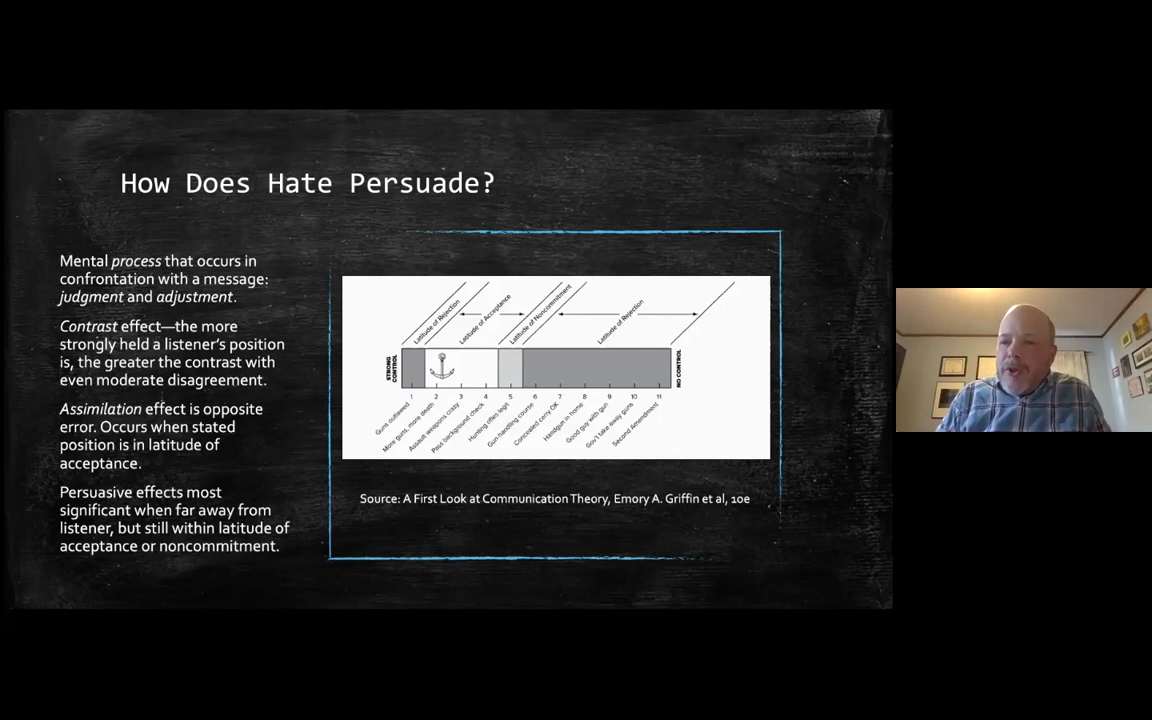 How Does Hate Persuade?
Mental process that occurs in
confrontation with a message:
judgment and adjustment.
Contrast effect—the more
strongly held a listener's position
is, the greater the contrast with
even moderate disagreement.
Assimilation effect is opposite
error. Occurs when stated
position is in latitude of
acceptance.
Persuasive effects most
significant when far away from
listener, but still within latitude of
acceptance or noncommitment.
Latitude of Rejection
Latitude of Acceptance
Latitude of Noncommitment
Latitude of Rejection
STRONG
CONTROL
NO CONTROL
1 2 3 4 5 6 7 8 9 10 11
Guns outlawed
More guns, more death
Assault weapons crazy
Pass background check
Hunting rifles legit
Gun-handling course
Concealed carry OK
Handgun in home
Good guy with gun
Gov't take away guns
Second Amendment
Source: A First Look at Communication Theory, Emory A. Griffin et al, 10e